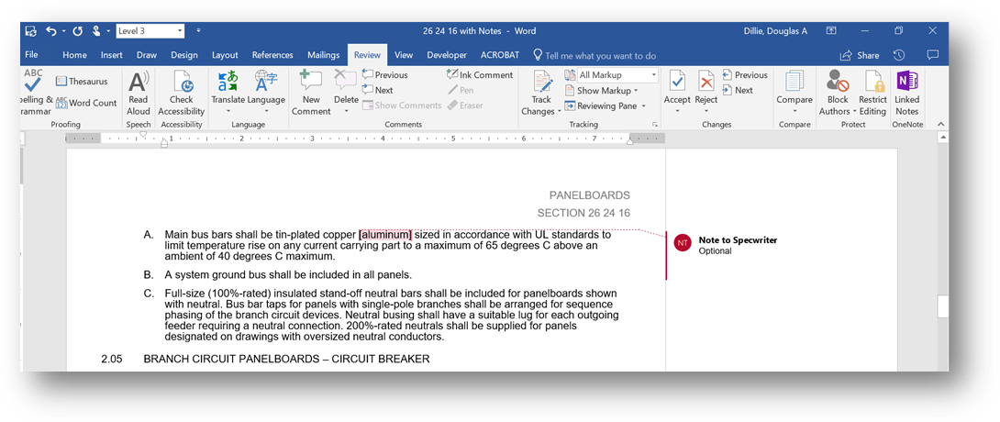 Level 3
26 24 16 with Notes - Word
Dillie, Douglas A
File Home Insert Draw Design Layout References Mailings Review View Developer ACROBAT Tell me what you want to do Share
ABC
pelling &
rammar
Thesaurus
ABC
123
Word Count
Proofing
Read
Aloud
Speech
Check
Accessibility
Accessibility
Translate Language
Language
New
Comment
Delete
Previous
Next
Show Comments
Ink Comment
Pen
Eraser
Comments
Track
Changes
All Markup
Show Markup
Reviewing Pane
Tracking
Accept Reject
Previous
Next
Changes
Compare
Compare
Block
Authors
Restrict
Editing
Protect
Linked
Notes
OneNote
1 2 3 4 5 6 7
PANELBOARDS
SECTION 26 24 16
A. Main bus bars shall be tin-plated copper [aluminum] sized in accordance with UL standards to
limit temperature rise on any current carrying part to a maximum of 65 degrees C above an
ambient of 40 degrees C maximum.
NT Note to Specwriter
Optional
B. A system ground bus shall be included in all panels.
C. Full-size (100%-rated) insulated stand-off neutral bars shall be included for panelboards shown
with neutral. Bus bar taps for panels with single-pole branches shall be arranged for sequence
phasing of the branch circuit devices. Neutral busing shall have a suitable lug for each outgoing
feeder requiring a neutral connection. 200%-rated neutrals shall be supplied for panels
designated on drawings with oversized neutral conductors.
2.05 BRANCH CIRCUIT PANELBOARDS – CIRCUIT BREAKER